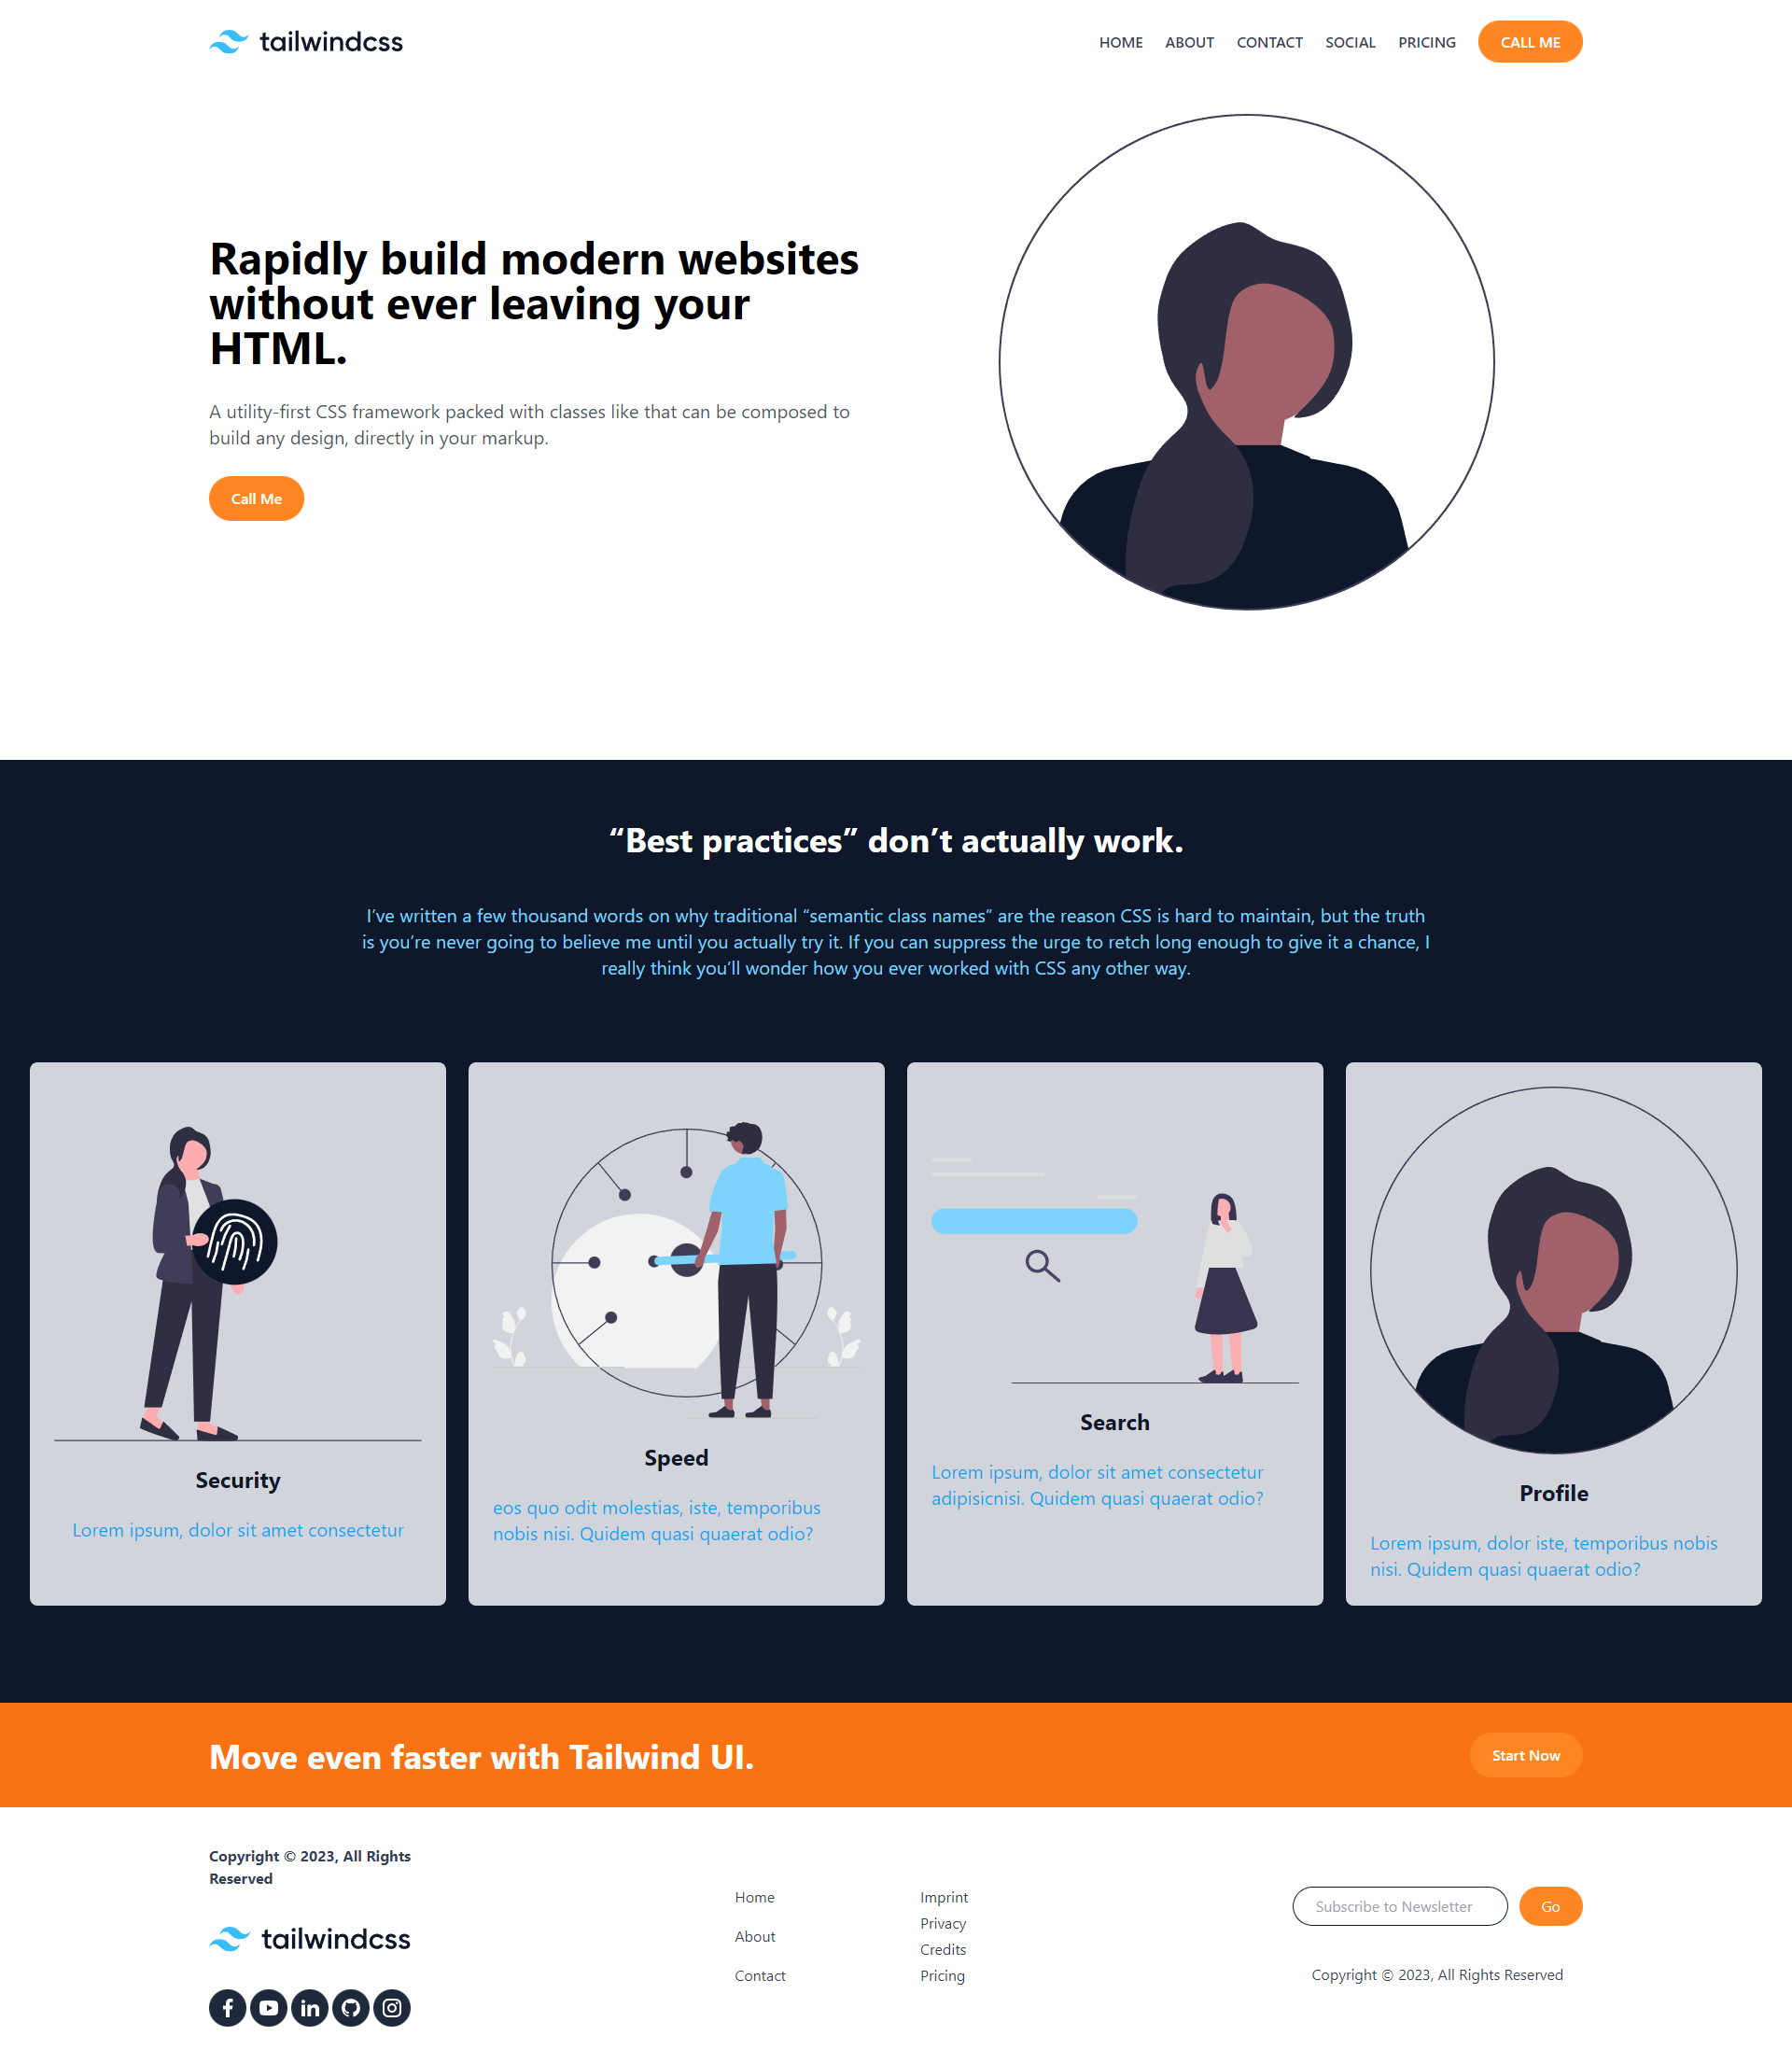 tailwindcss
HOME ABOUT CONTACT SOCIAL PRICING CALL ME
Rapidly build modern websites
without ever leaving your
HTML.
A utility-first CSS framework packed with classes like that can be composed to
build any design, directly in your markup.
Call Me
“Best practices” don’t actually work.
I’ve written a few thousand words on why traditional “semantic class names” are the reason CSS is hard to maintain, but the truth
is you’re never going to believe me until you actually try it. If you can suppress the urge to retch long enough to give it a chance, I
really think you’ll wonder how you ever worked with CSS any other way.
Security
Lorem ipsum, dolor sit amet consectetur
Speed
eos quo odit molestias, iste, temporibus
nobis nisi. Quidem quasi quaerat odio?
Search
Lorem ipsum, dolor sit amet consectetur
adipisicnisi. Quidem quasi quaerat odio?
Profile
Lorem ipsum, dolor iste, temporibus nobis
nisi. Quidem quasi quaerat odio?
Move even faster with Tailwind UI.
Start Now
Copyright © 2023, All Rights
Reserved
tailwindcss
Home
About
Contact
Imprint
Privacy
Credits
Pricing
Subscribe to Newsletter
Go
Copyright © 2023, All Rights Reserved